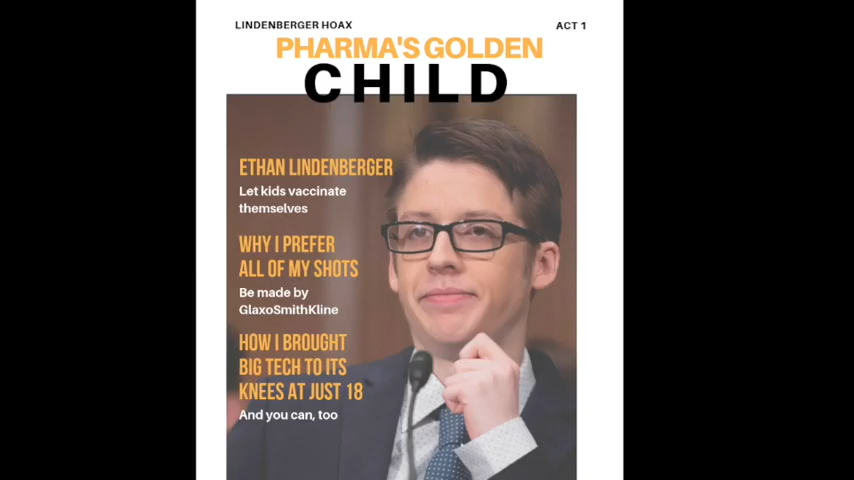 LINDENBERGER HOAX
ACT 1
PHARMA'S GOLDEN
CHILD
ETHAN LINDENBERGER
Let kids vaccinate
themselves
WHY I PREFER
ALL OF MY SHOTS
Be made by
GlaxoSmithKline
HOW I BROUGHT
BIG TECH TO ITS
KNEES AT JUST 18
And you can, too